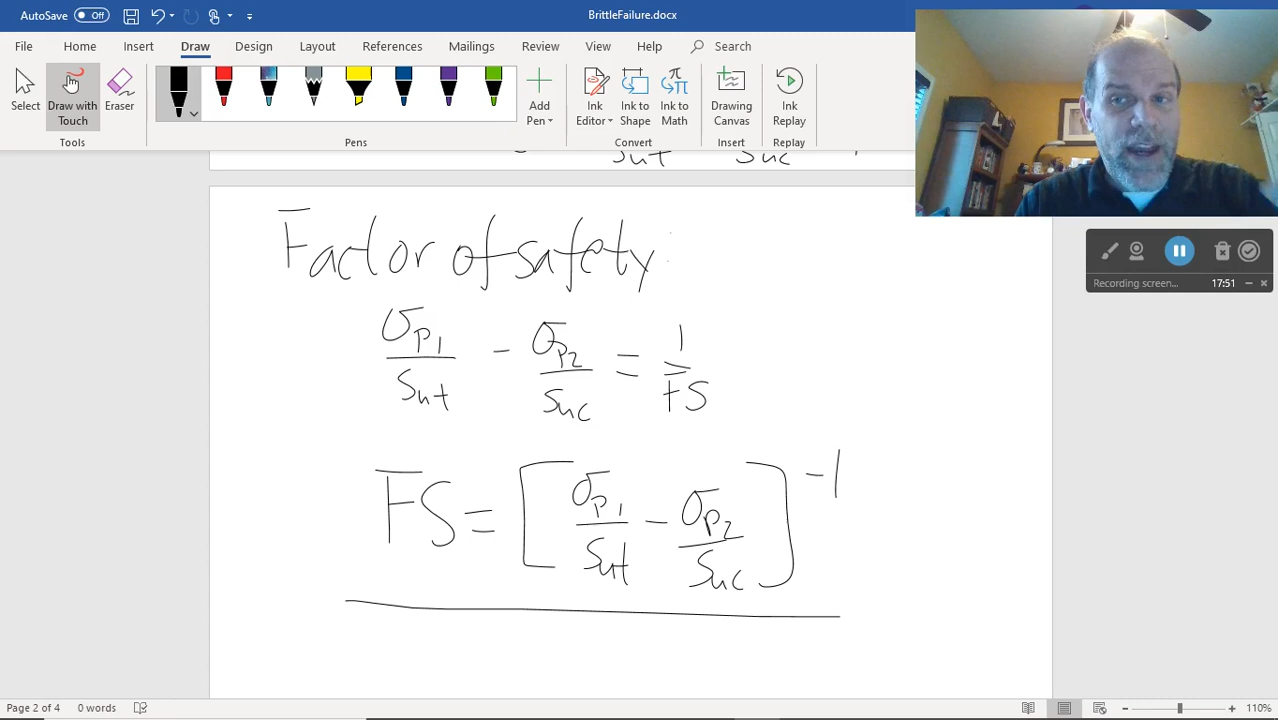 AutoSave Off BrittleFailure.docx
File Home Insert Draw Design Layout References Mailings Review View Help Search
Select Draw with Touch Eraser Add Pen Ink Editor Ink to Shape Ink to Math Drawing Canvas Ink Replay
Tools Pens Convert Insert Replay
Sut Suc
Factor of safety:
σp1/Sut - σp2/Suc = 1/FS
FS = [σp1/Sut - σp2/Suc]^-1
Recording screen... 17:51
Page 2 of 4 0 words 110%